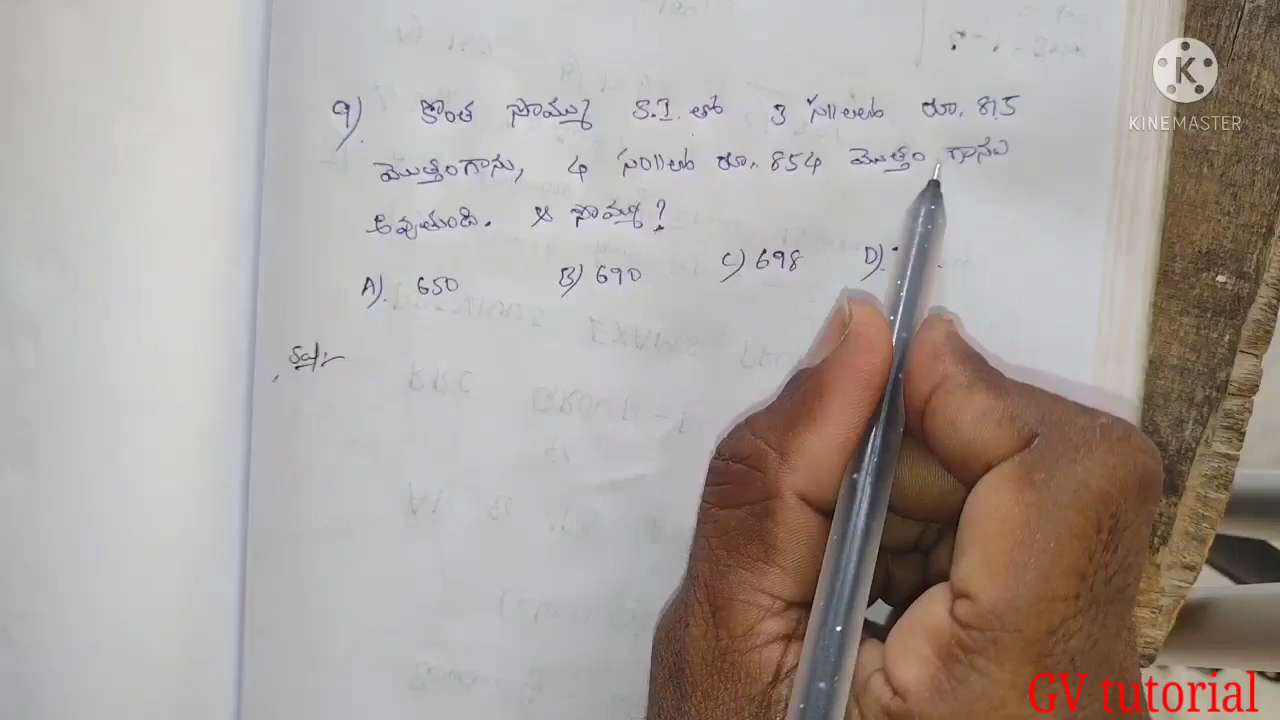 9) కొంత సొమ్ము S.I. తో 3 సం॥లకు రూ. 815
మొత్తంగాను, 4 సం॥లకు రూ. 854 మొత్తం గానే
అవుతుంది. ఆ సొమ్ము?
A). 650 B) 690 C) 698 D).
Sol:-
KINEMASTER
GV tutorial